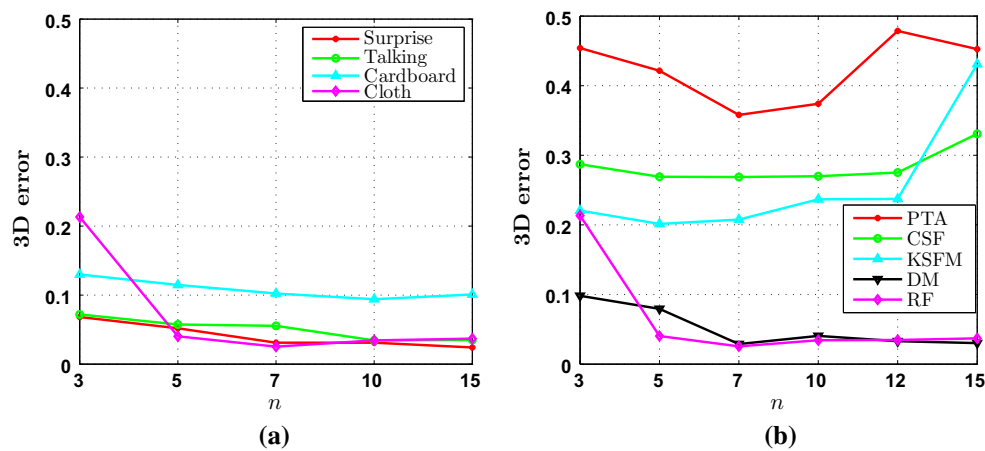 0.5
0.4
0.3
0.2
0.1
0
3D error
3 5 7 10 15
n
Surprise
Talking
Cardboard
Cloth
(a)
0.5
0.4
0.3
0.2
0.1
0
3D error
3 5 7 10 12 15
n
PTA
CSF
KSFM
DM
RF
(b)